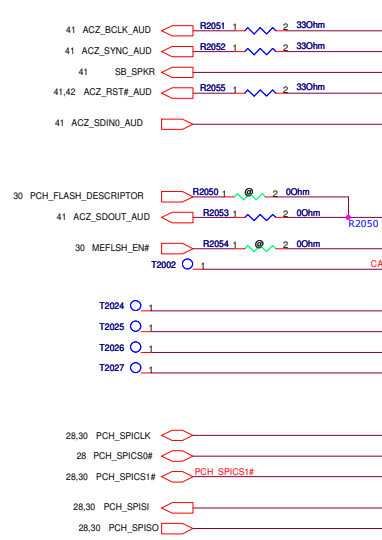 41 ACZ_BCLK_AUD R2051 1 2 33Ohm
41 ACZ_SYNC_AUD R2052 1 2 33Ohm
41 SB_SPKR
41,42 ACZ_RST#_AUD R2055 1 2 33Ohm
41 ACZ_SDIN0_AUD
30 PCH_FLASH_DESCRIPTOR R2050 1 @ 2 0Ohm
41 ACZ_SDOUT_AUD R2053 1 2 0Ohm
R2050
30 MEFLSH_EN# R2054 1 @ 2 0Ohm
T2002 1 CA
T2024 1
T2025 1
T2026 1
T2027 1
28,30 PCH_SPICLK
28 PCH_SPICS0#
28,30 PCH_SPICS1# PCH_SPICS1#
28,30 PCH_SPISI
28,30 PCH_SPISO